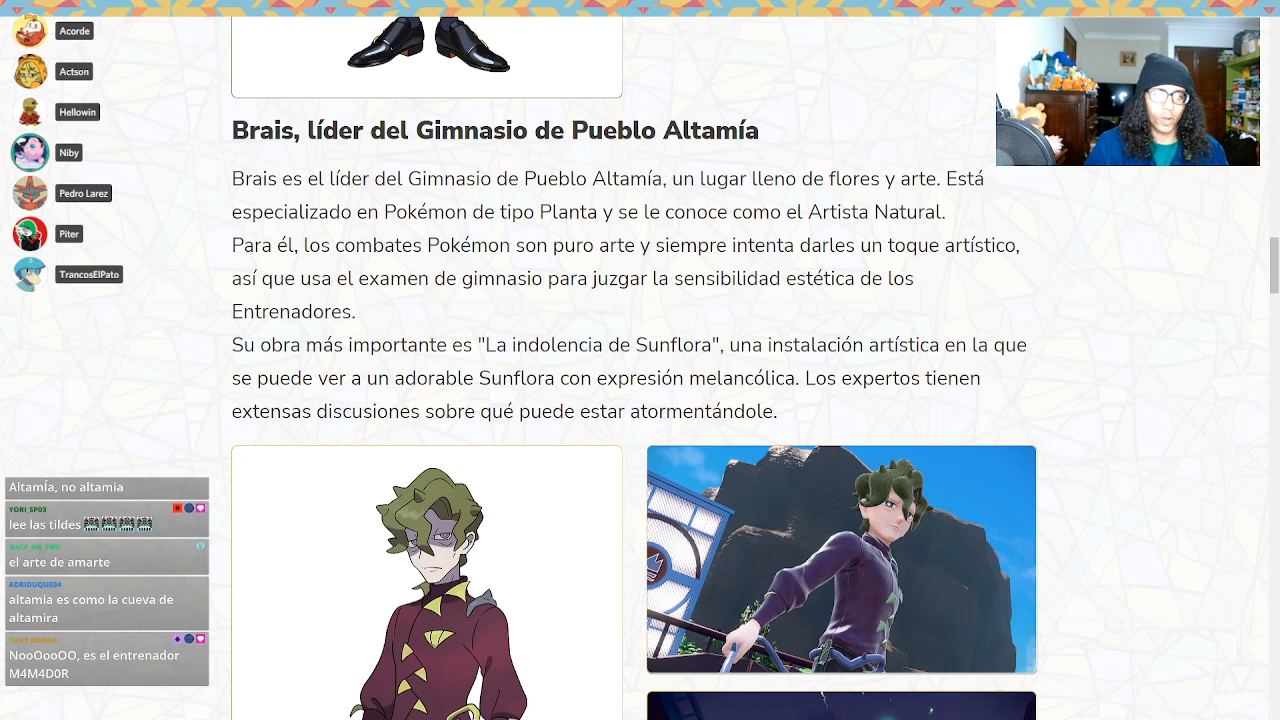 Acorde
Actson
Hellowin
Niby
Pedro Larez
Piter
TrancosElPato
Brais, líder del Gimnasio de Pueblo Altamía
Brais es el líder del Gimnasio de Pueblo Altamía, un lugar lleno de flores y arte. Está
especializado en Pokémon de tipo Planta y se le conoce como el Artista Natural.
Para él, los combates Pokémon son puro arte y siempre intenta darles un toque artístico,
así que usa el examen de gimnasio para juzgar la sensibilidad estética de los
Entrenadores.
Su obra más importante es "La indolencia de Sunflora", una instalación artística en la que
se puede ver a un adorable Sunflora con expresión melancólica. Los expertos tienen
extensas discusiones sobre qué puede estar atormentándole.
AltamÍa, no altamia
YORI_SP03
lee las tildes
el arte de amarte
ADRIDUQUE84
altamia es como la cueva de
altamira
NooOooOO, es el entrenador
M4M4D0R